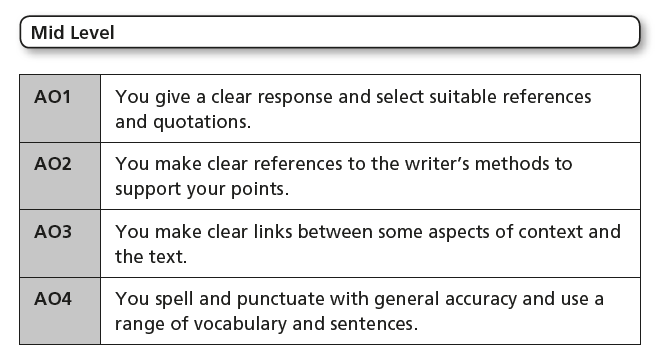 Mid Level
AO1
You give a clear response and select suitable references
and quotations.
AO2
You make clear references to the writer’s methods to
support your points.
AO3
You make clear links between some aspects of context and
the text.
AO4
You spell and punctuate with general accuracy and use a
range of vocabulary and sentences.